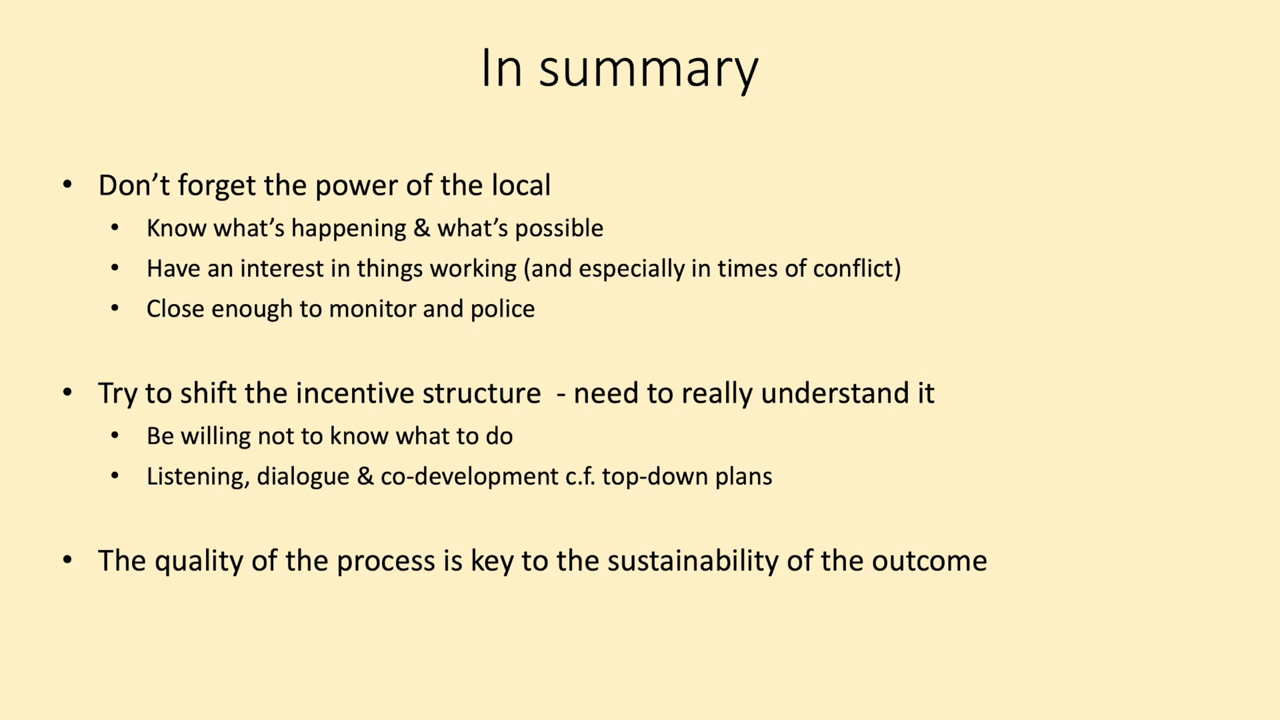 In summary
• Don’t forget the power of the local
• Know what’s happening & what’s possible
• Have an interest in things working (and especially in times of conflict)
• Close enough to monitor and police
• Try to shift the incentive structure  - need to really understand it
• Be willing not to know what to do
• Listening, dialogue & co-development c.f. top-down plans
• The quality of the process is key to the sustainability of the outcome